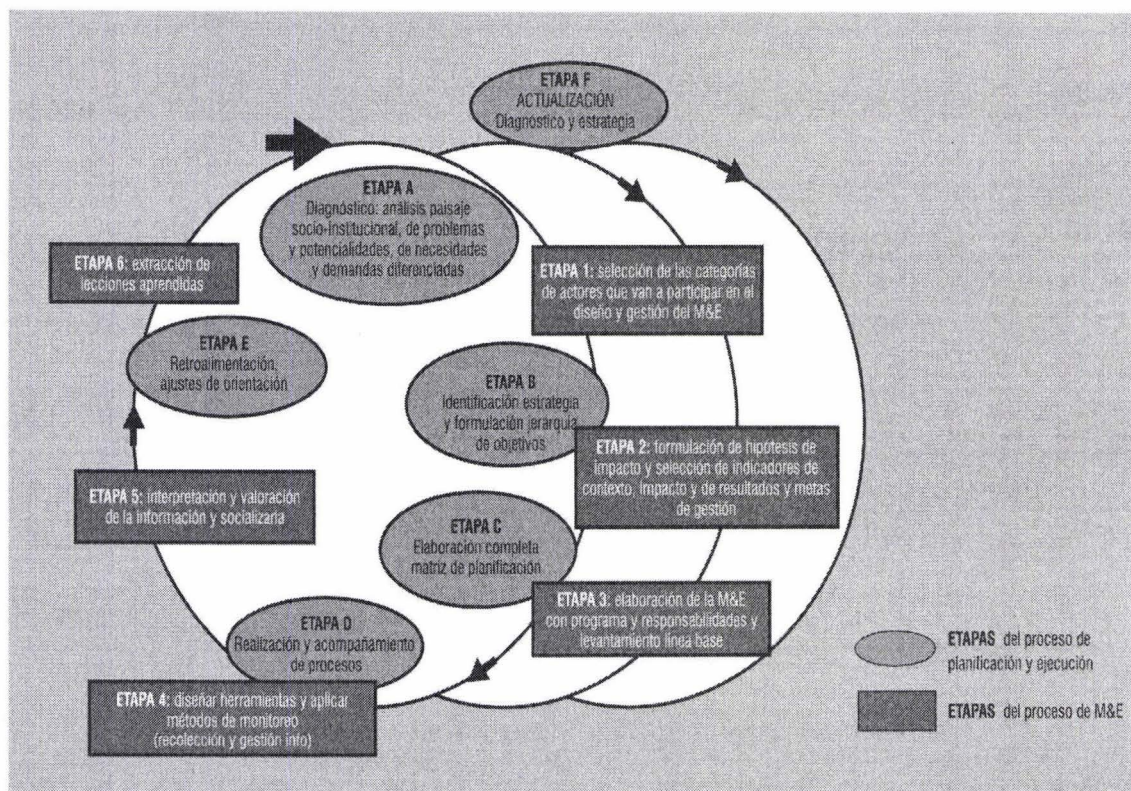 ETAPA F
ACTUALIZACIÓN
Diagnóstico y estrategia
ETAPA A
Diagnóstico: análisis paisaje
socio-institucional, de problemas
y potencialidades, de necesidades
y demandas diferenciadas
ETAPA 6: extracción de
lecciones aprendidas
ETAPA 1: selección de las categorías
de actores que van a participar en el
diseño y gestión del M&E
ETAPA E
Retroalimentación,
ajustes de orientación
ETAPA B
Identificación estrategia
y formulación jerarquía
de objetivos
ETAPA 2: formulación de hipótesis de
impacto y selección de indicadores de
contexto, impacto y de resultados y metas
de gestión
ETAPA 5: interpretación y valoración
de la información y socializarla
ETAPA C
Elaboración completa
matriz de planificación
ETAPA 3: elaboración de la M&E
con programa y responsabilidades y
levantamiento línea base
ETAPA D
Realización y acompañamiento
de procesos
ETAPA 4: diseñar herramientas y aplicar
métodos de monitoreo
(recolección y gestión info)
ETAPAS del proceso de
planificación y ejecución
ETAPAS del proceso de M&E